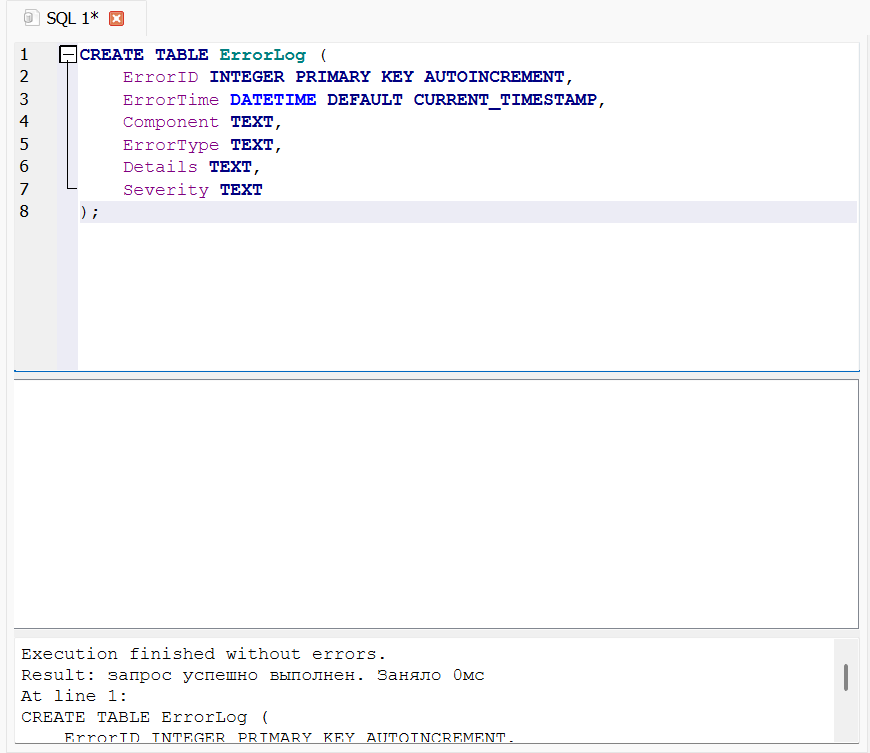 SQL 1*
1 CREATE TABLE ErrorLog (
2 ErrorID INTEGER PRIMARY KEY AUTOINCREMENT,
3 ErrorTime DATETIME DEFAULT CURRENT_TIMESTAMP,
4 Component TEXT,
5 ErrorType TEXT,
6 Details TEXT,
7 Severity TEXT
8 );
Execution finished without errors.
Result: запрос успешно выполнен. Заняло 0мс
At line 1:
CREATE TABLE ErrorLog (
ErrorID INTEGER PRIMARY KEY AUTOINCREMENT,